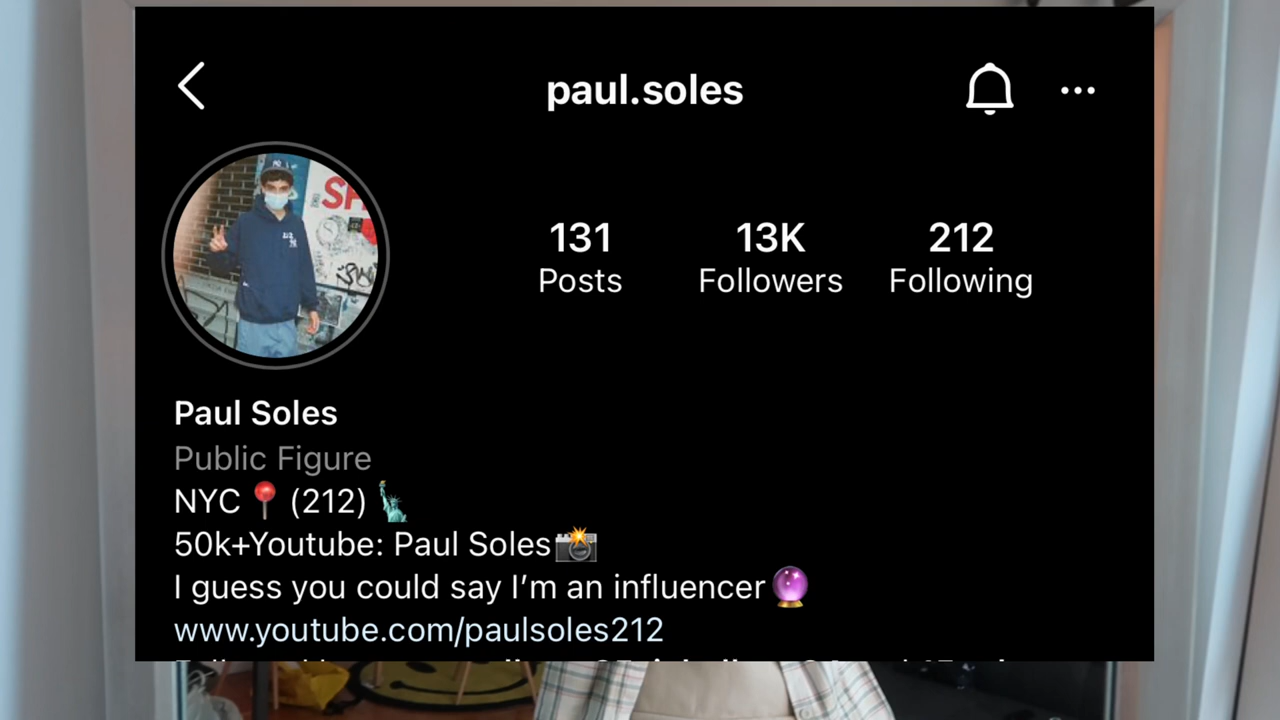 paul.soles
131
Posts
13K
Followers
212
Following
Paul Soles
Public Figure
NYC📍(212)🗽
50k+Youtube: Paul Soles📸
I guess you could say I’m an influencer🔮
www.youtube.com/paulsoles212